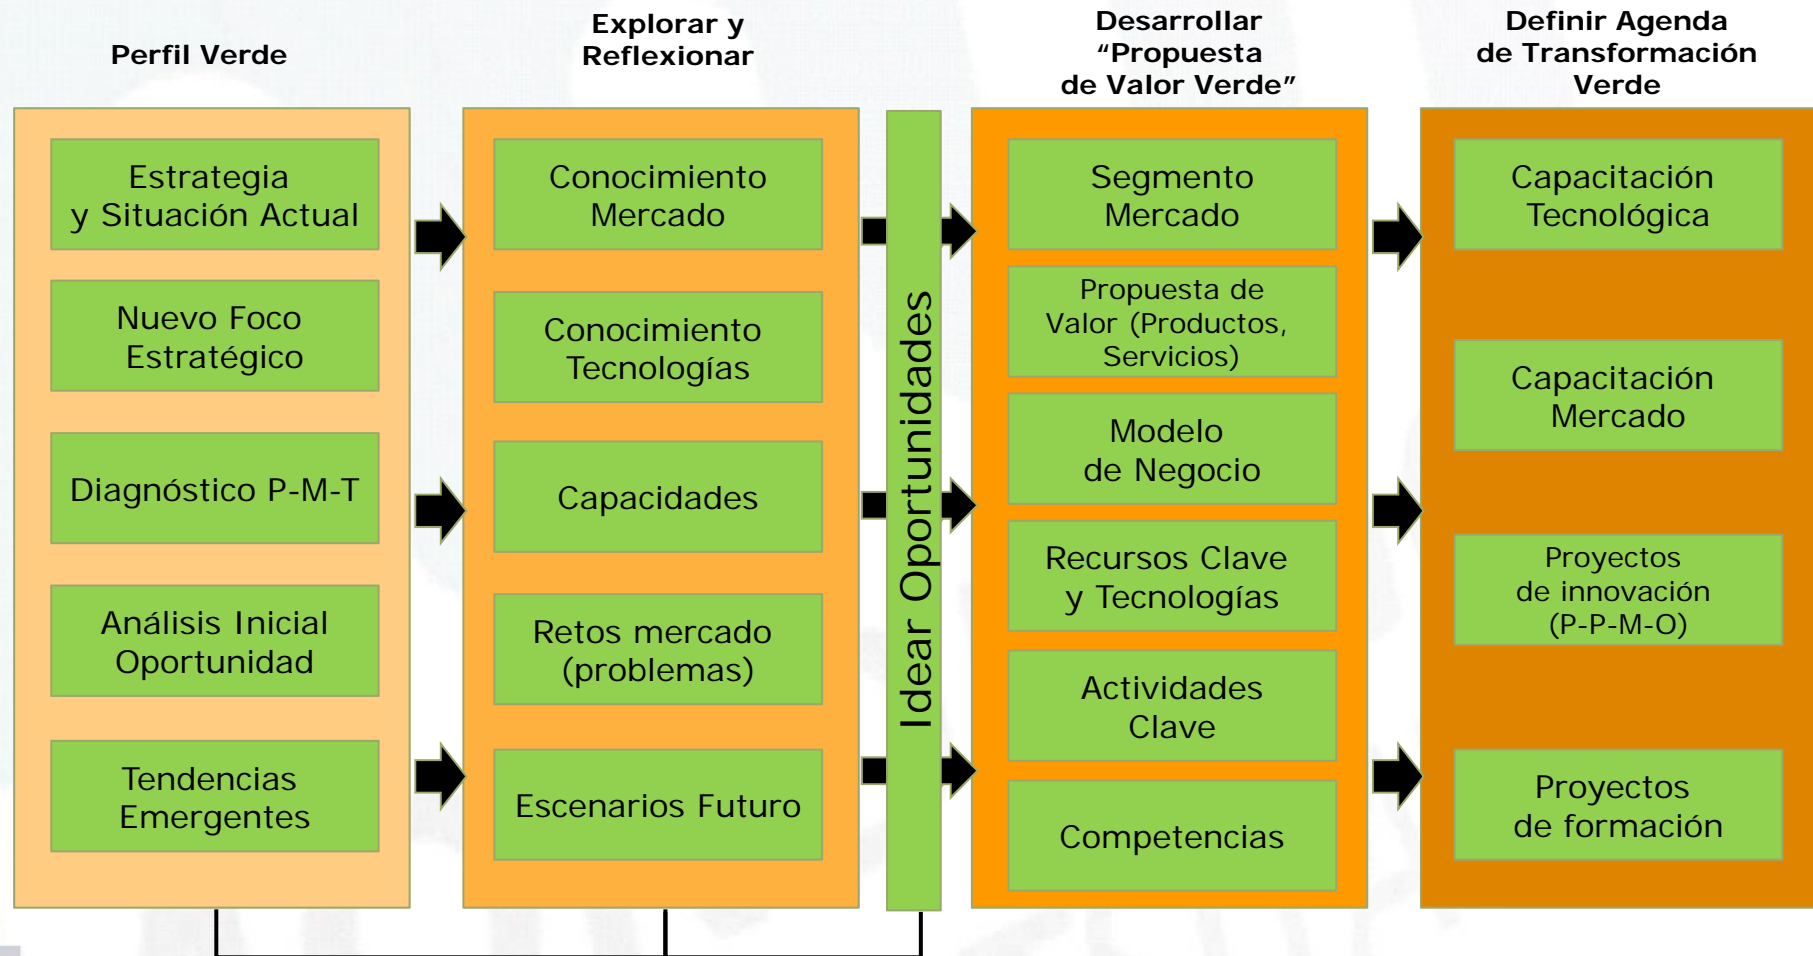 Perfil Verde
Estrategia
y Situación Actual
Nuevo Foco
Estratégico
Diagnóstico P-M-T
Análisis Inicial
Oportunidad
Tendencias
Emergentes
Explorar y
Reflexionar
Conocimiento
Mercado
Conocimiento
Tecnologías
Capacidades
Retos mercado
(problemas)
Escenarios Futuro
Idear Oportunidades
Desarrollar
“Propuesta
de Valor Verde”
Segmento
Mercado
Propuesta de
Valor (Productos,
Servicios)
Modelo
de Negocio
Recursos Clave
y Tecnologías
Actividades
Clave
Competencias
Definir Agenda
de Transformación
Verde
Capacitación
Tecnológica
Capacitación
Mercado
Proyectos
de innovación
(P-P-M-O)
Proyectos
de formación